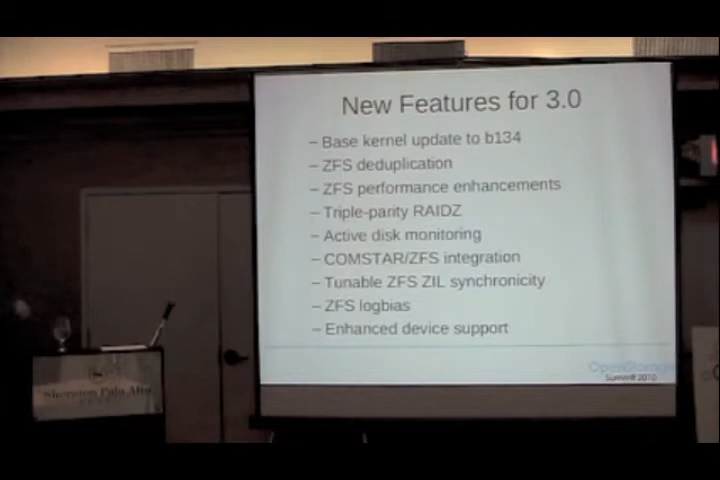 New Features for 3.0
– Base kernel update to b134
– ZFS deduplication
– ZFS performance enhancements
– Triple-parity RAIDZ
– Active disk monitoring
– COMSTAR/ZFS integration
– Tunable ZFS ZIL synchronicity
– ZFS logbias
– Enhanced device support
OpenStorage
Summit 2010
Sheraton Palo Alto